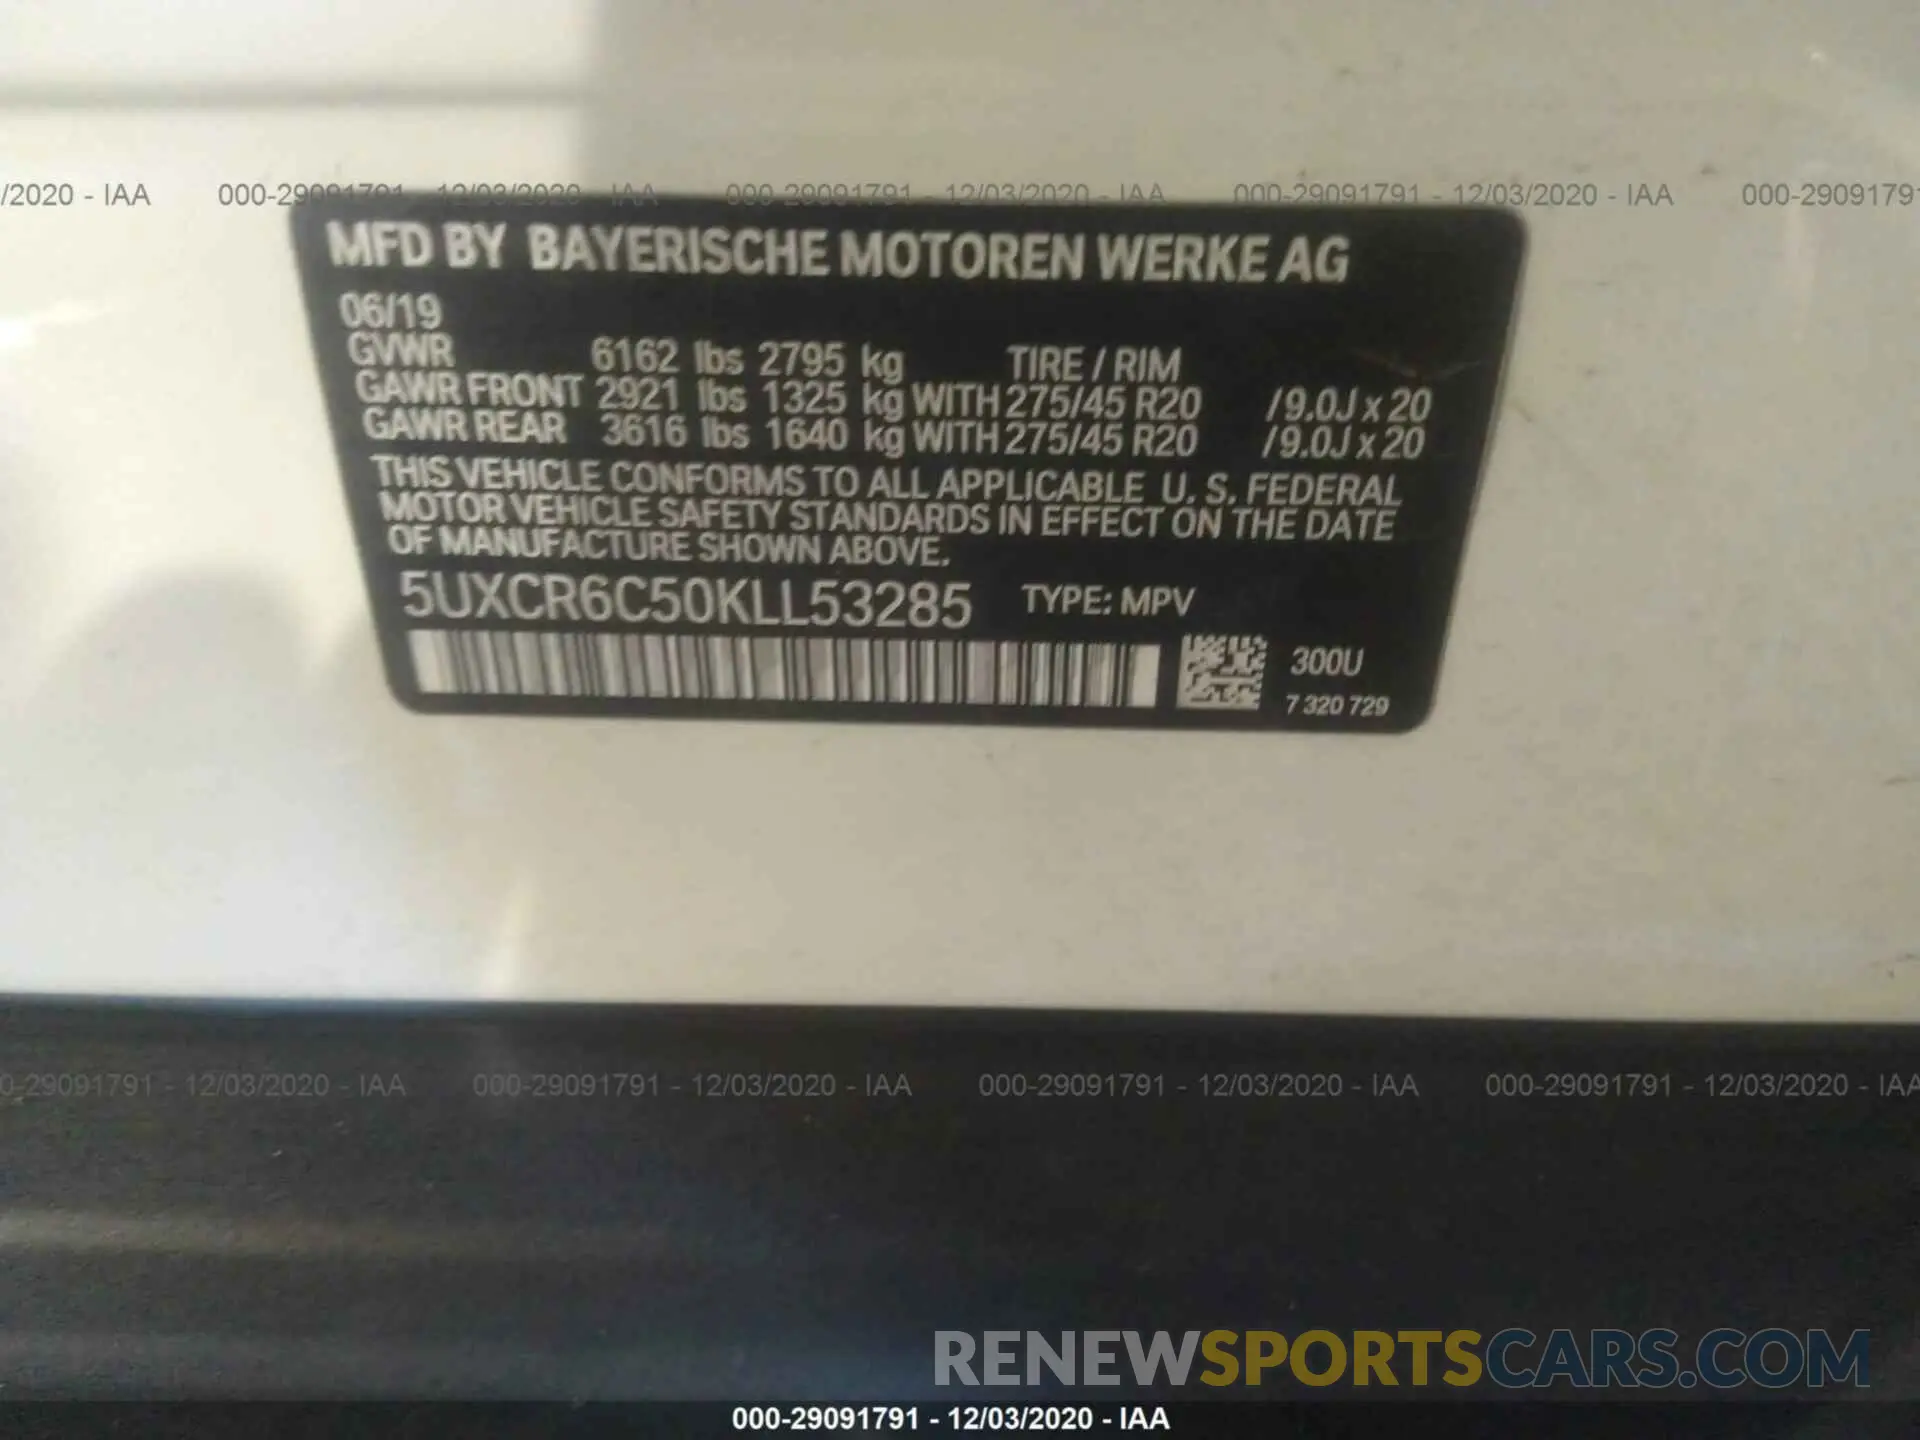 /2020 - IAA 000-29091791 - 12/03/2020 - IAA 000-29091791 - 12/03/2020 - IAA 000-29091791 - 12/03/2020 - IAA 000-2909179
MFD BY BAYERISCHE MOTOREN WERKE AG
06/19
GVWR 6162 lbs 2795 kg TIRE / RIM
GAWR FRONT 2921 lbs 1325 kg WITH 275/45 R20 /9.0J x 20
GAWR REAR 3616 lbs 1640 kg WITH 275/45 R20 /9.0J x 20
THIS VEHICLE CONFORMS TO ALL APPLICABLE U. S. FEDERAL
MOTOR VEHICLE SAFETY STANDARDS IN EFFECT ON THE DATE
OF MANUFACTURE SHOWN ABOVE.
5UXCR6C50KLL53285 TYPE: MPV
300U
7 320 729
0-29091791 - 12/03/2020 - IAA 000-29091791 - 12/03/2020 - IAA 000-29091791 - 12/03/2020 - IAA 000-29091791 - 12/03/2020 - IAA
RENEWSPORTSCARS.COM
000-29091791 - 12/03/2020 - IAA